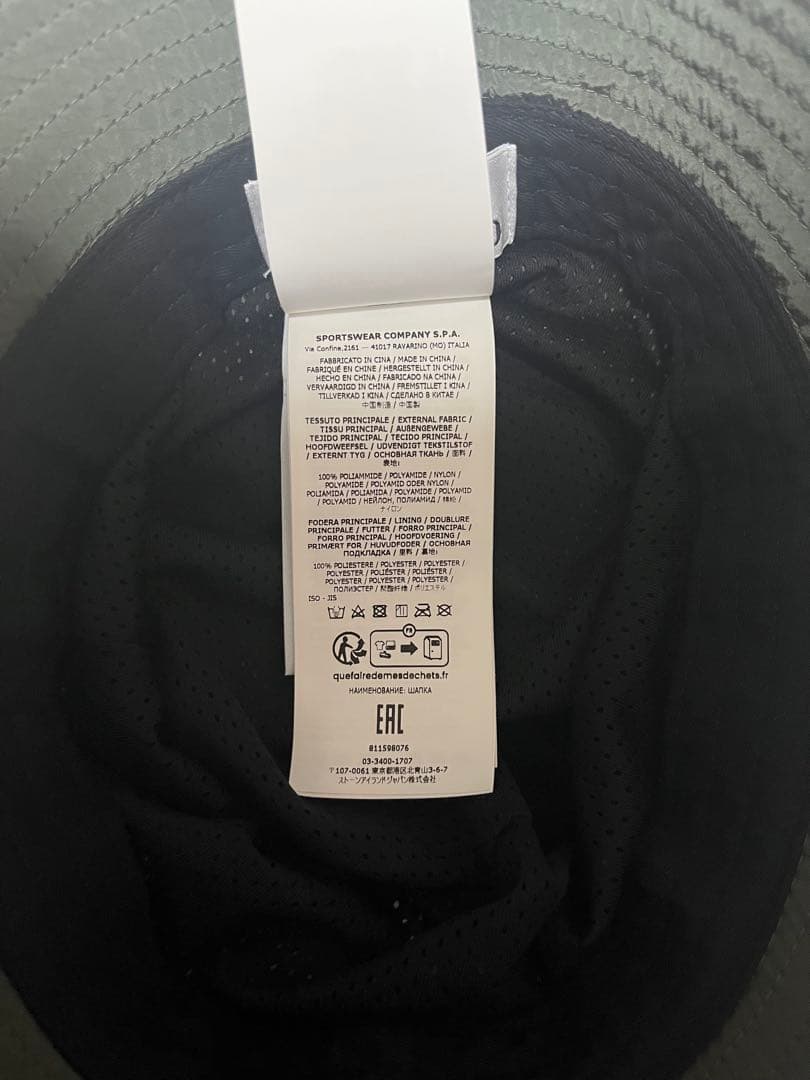 SPORTSWEAR COMPANY S.P.A.
Via Confine,2161 — 41017 RAVARINO (MO) ITALIA
FABBRICATO IN CINA / MADE IN CHINA /
FABRIQUÉ EN CHINE / HERGESTELLT IN CHINA /
HECHO EN CHINA / FABRICADO NA CHINA /
VERVAARDIGD IN CHINA / FREMSTILLET I KINA /
TILLVERKAD I KINA / СДЕЛАНО В КИТАЕ /
中国制造 / 中国製
TESSUTO PRINCIPALE / EXTERNAL FABRIC /
TISSU PRINCIPAL / AUßENGEWEBE /
TEJIDO PRINCIPAL / TECIDO PRINCIPAL /
HOOFDWEEFSEL / UDVENDIGT TEKSTILSTOF
/ EXTERNT TYG / ОСНОВНАЯ ТКАНЬ / 面料 /
表地:
100% POLIAMMIDE / POLYAMIDE / NYLON /
POLYAMIDE / POLYAMID ODER NYLON /
POLIAMIDA / POLIAMIDA / POLYAMIDE / POLYAMID
/ POLYAMID / НЕЙЛОН, ПОЛИАМИД / 锦纶 /
ナイロン
FODERA PRINCIPALE / LINING / DOUBLURE
PRINCIPALE / FUTTER / FORRO PRINCIPAL /
FORRO PRINCIPAL / HOOFDVOERING /
PRIMÆRT FOR / HUVUDFODER / ОСНОВНАЯ
ПОДКЛАДКА / 里料 / 裏地:
100% POLIESTERE / POLYESTER / POLYESTER /
POLYESTER / POLIÉSTER / POLIÉSTER /
POLYESTER / POLYESTER / POLYESTER /
ПОЛИЭСТЕР / 聚酯纤维 / ポリエステル
ISO - JIS
FR
quefairedemesdechets.fr
НАИМЕНОВАНИЕ: ШАПКА
EAC
811598076
03-3400-1707
〒107-0061 東京都港区北青山3-6-7
ストーンアイランドジャパン株式会社